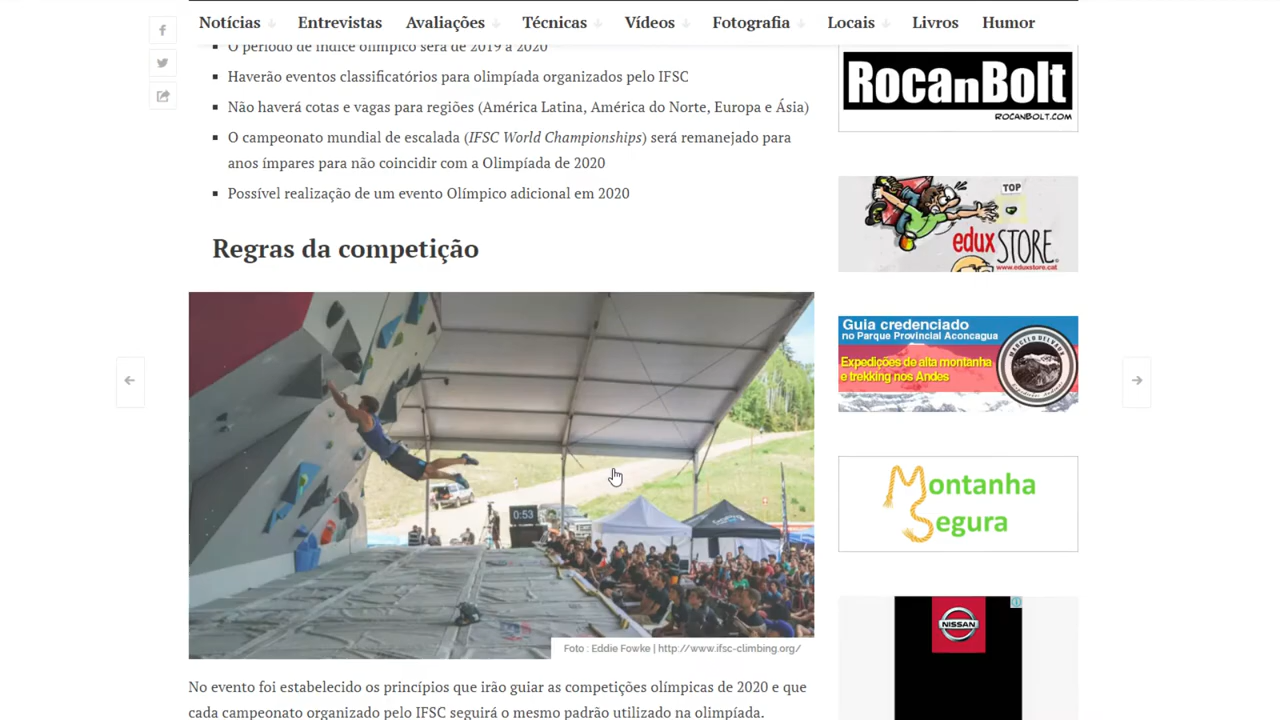 Notícias Entrevistas Avaliações Técnicas Vídeos Fotografia Locais Livros Humor
O período de índice olímpico será de 2019 a 2020
Haverão eventos classificatórios para olimpíada organizados pelo IFSC
Não haverá cotas e vagas para regiões (América Latina, América do Norte, Europa e Ásia)
O campeonato mundial de escalada (IFSC World Championships) será remanejado para
anos ímpares para não coincidir com a Olimpíada de 2020
Possível realização de um evento Olímpico adicional em 2020
Regras da competição
0:53
Foto : Eddie Fowke | http://www.ifsc-climbing.org/
No evento foi estabelecido os princípios que irão guiar as competições olímpicas de 2020 e que
cada campeonato organizado pelo IFSC seguirá o mesmo padrão utilizado na olimpíada.
RocanBolt
ROCANBOLT.COM
TOP
edux STORE
www.eduxstore.cat
Guia credenciado
no Parque Provincial Aconcagua
Expedições de alta montanha
e trekking nos Andes
MARCELO DELVAUX
Montanha
Segura
NISSAN